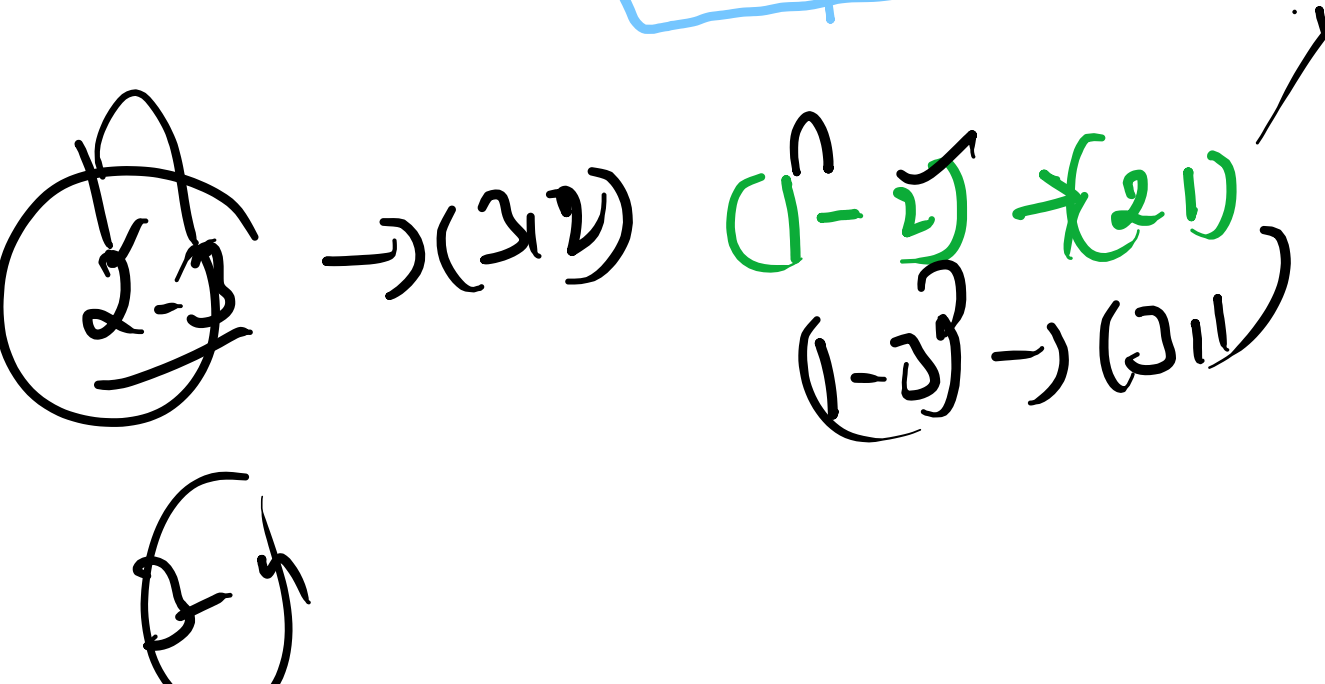 2-3 → (3,2)
(1-2) → (2 1)
(1-3) → (3,1)